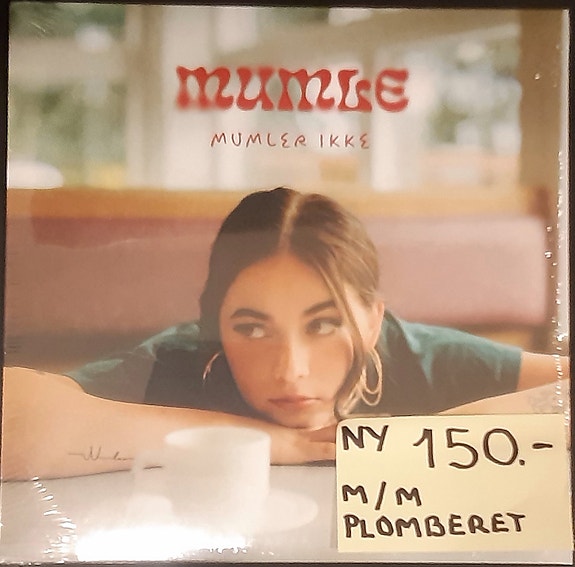 MUMLE
MUMLER IKKE
NY 150.-
M/M
PLOMBERET